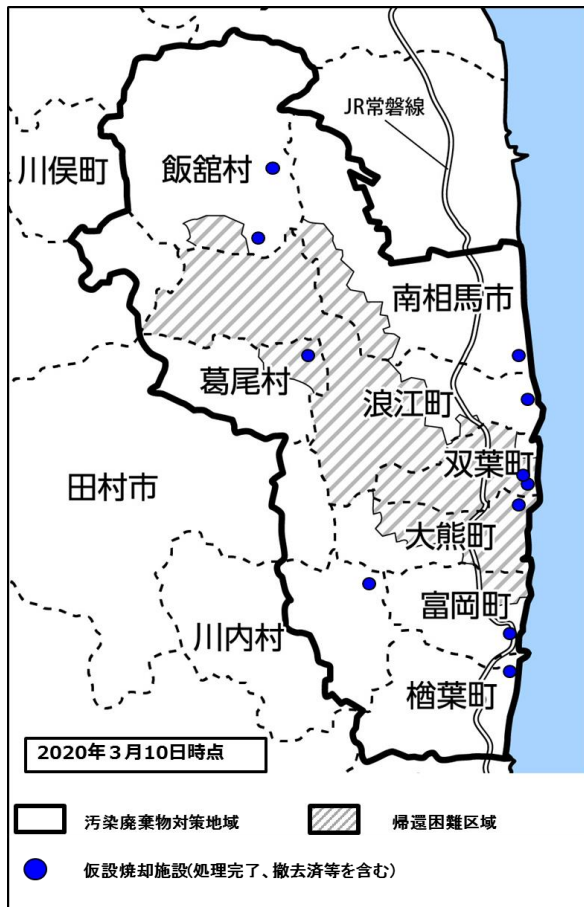 JR常磐線
川俣町
飯舘村
南相馬市
葛尾村
浪江町
双葉町
田村市
大熊町
富岡町
川内村
楢葉町
2020年３月10日時点
汚染廃棄物対策地域
帰還困難区域
仮設焼却施設(処理完了、撤去済等を含む)